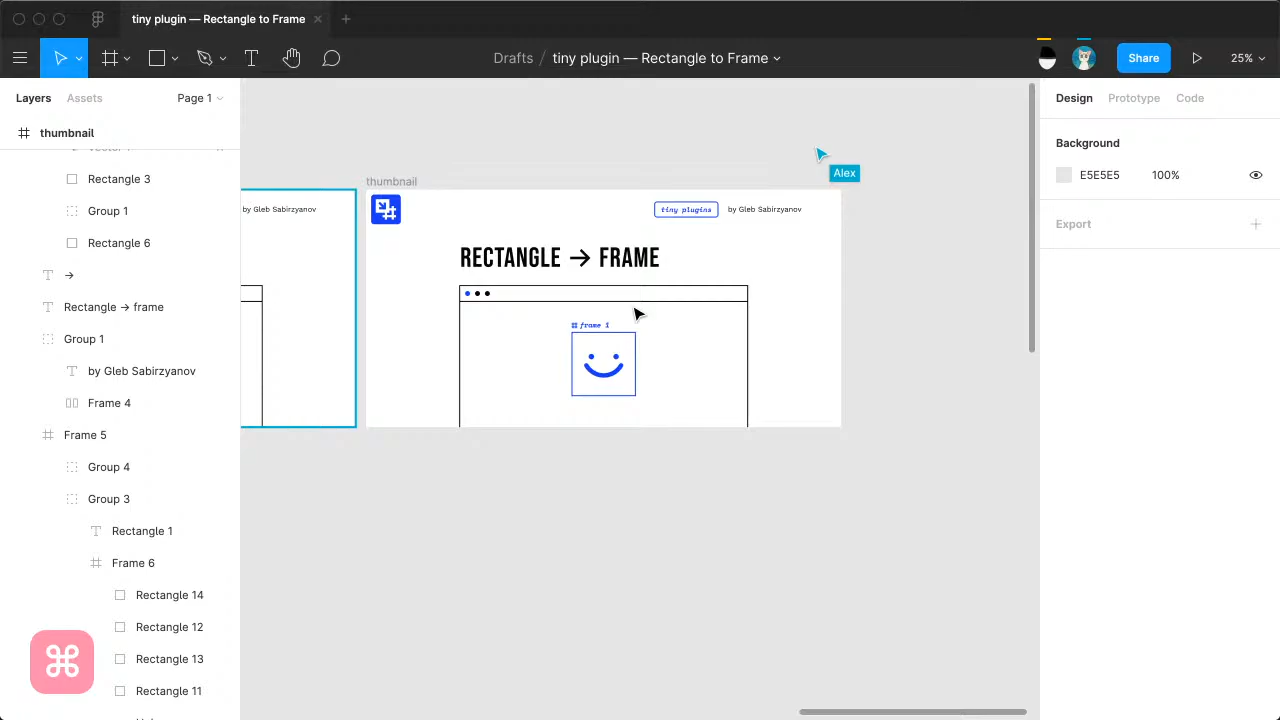 tiny plugin — Rectangle to Frame
Drafts / tiny plugin — Rectangle to Frame
Share
25%
Layers Assets Page 1
thumbnail
Rectangle 3
Group 1
Rectangle 6
→
Rectangle → frame
Group 1
by Gleb Sabirzyanov
Frame 4
Frame 5
Group 4
Group 3
Rectangle 1
Frame 6
Rectangle 14
Rectangle 12
Rectangle 13
Rectangle 11
by Gleb Sabirzyanov
thumbnail
tiny plugins by Gleb Sabirzyanov
RECTANGLE → FRAME
frame 1
Alex
Design Prototype Code
Background
E5E5E5 100%
Export